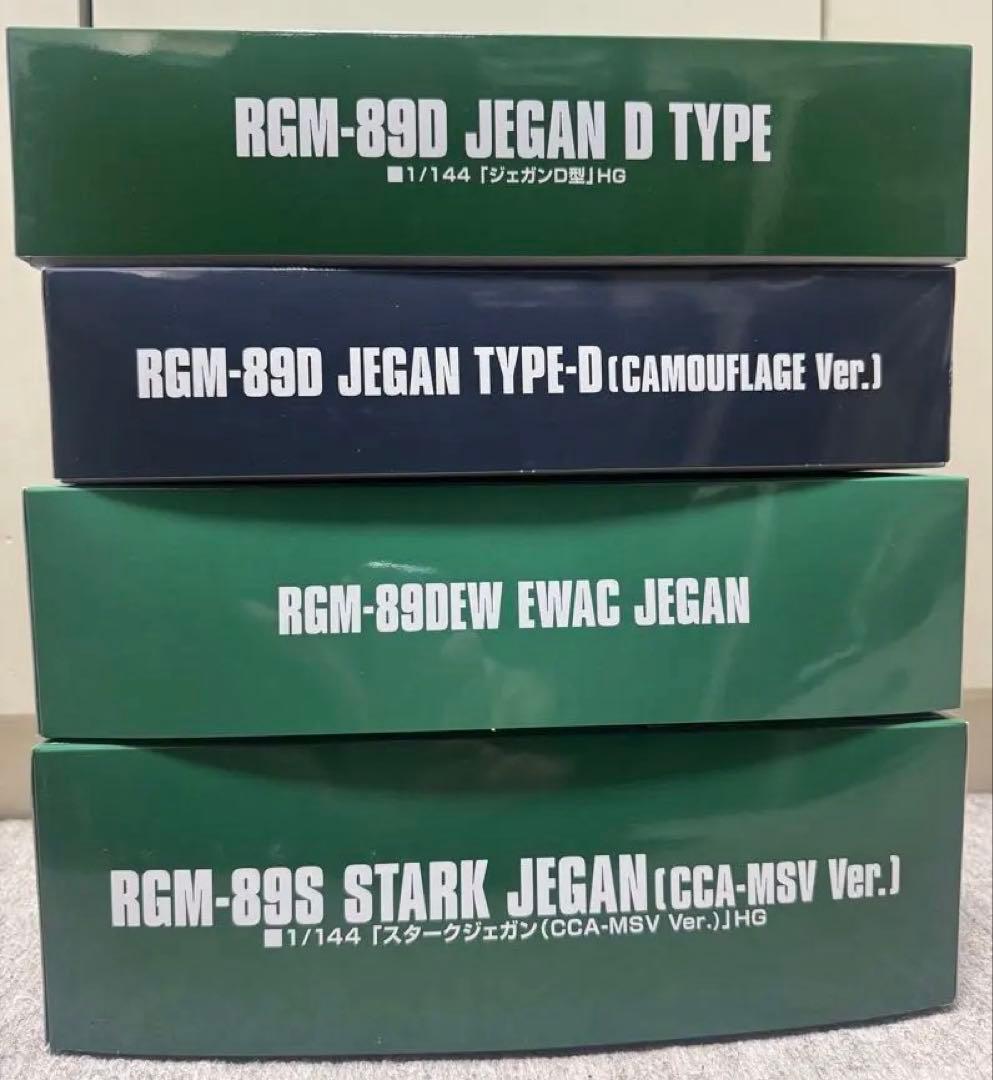 RGM-89D JEGAN D TYPE
■1/144「ジェガンD型」HG
RGM-89D JEGAN TYPE-D(CAMOUFLAGE Ver.)
RGM-89DEW EWAC JEGAN
RGM-89S STARK JEGAN(CCA-MSV Ver.)
■1/144「スタークジェガン(CCA-MSV Ver.)」HG